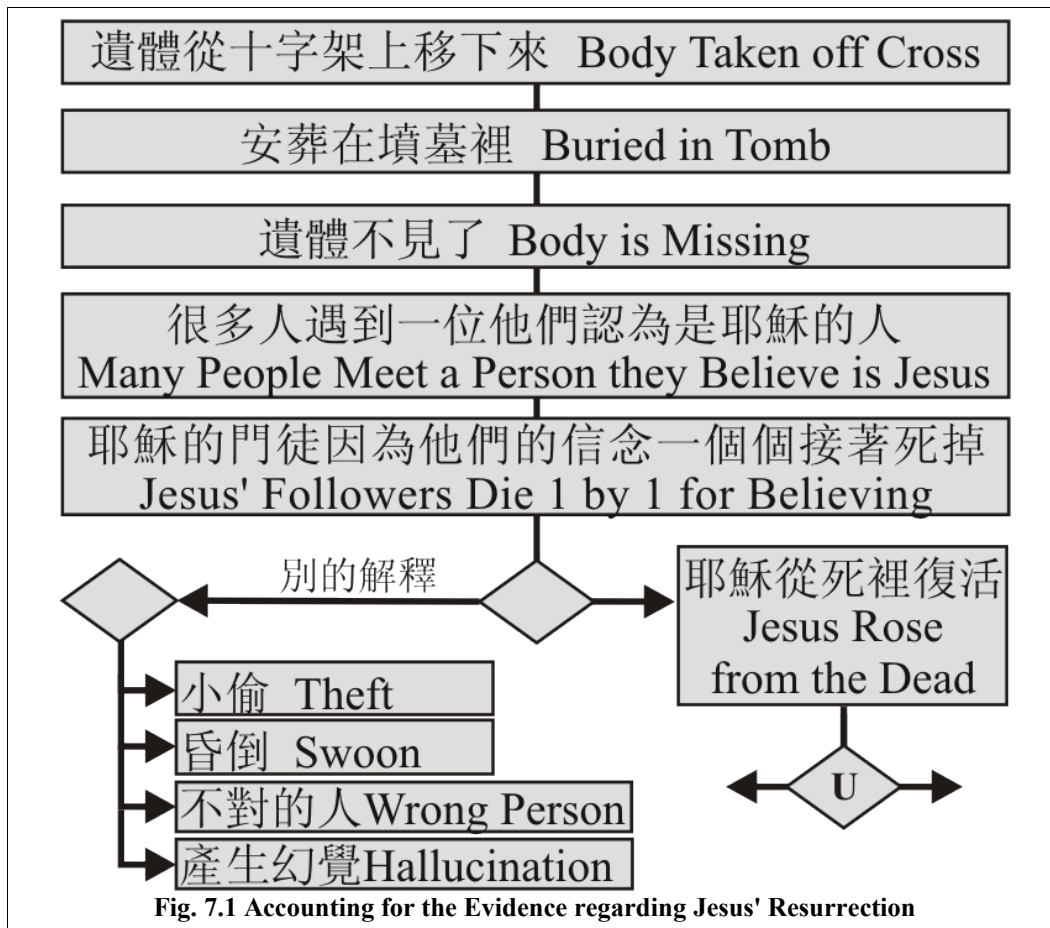 遺體從十字架上移下來 Body Taken off Cross
安葬在墳墓裡 Buried in Tomb
遺體不見了 Body is Missing
很多人遇到一位他們認為是耶穌的人
Many People Meet a Person they Believe is Jesus
耶穌的門徒因為他們的信念一個個接著死掉
Jesus' Followers Die 1 by 1 for Believing
別的解釋
耶穌從死裡復活
Jesus Rose
from the Dead
小偷 Theft
昏倒 Swoon
不對的人Wrong Person
產生幻覺Hallucination
U
Fig. 7.1 Accounting for the Evidence regarding Jesus' Resurrection